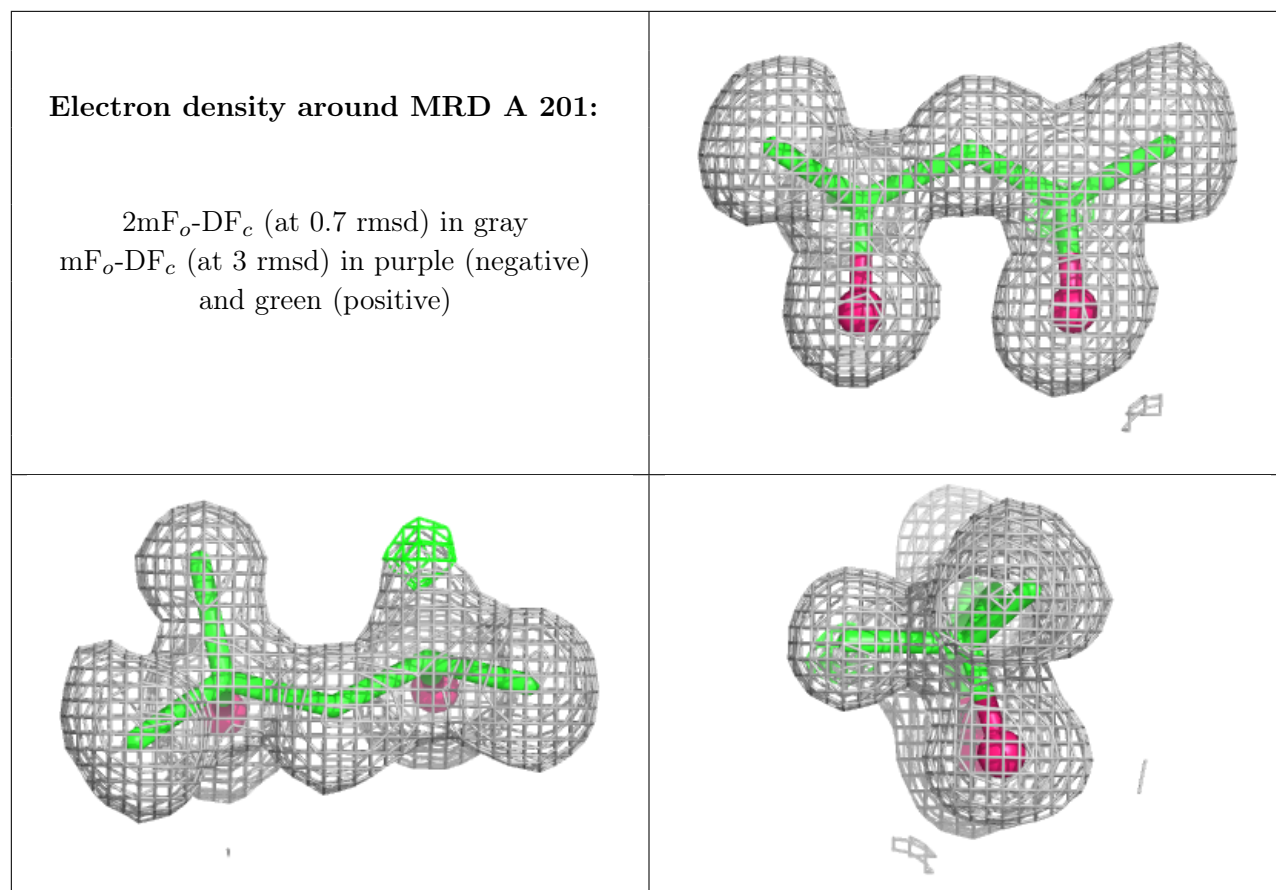 Electron density around MRD A 201:
2mFₒ-DF𝒸 (at 0.7 rmsd) in gray
mFₒ-DF𝒸 (at 3 rmsd) in purple (negative)
and green (positive)